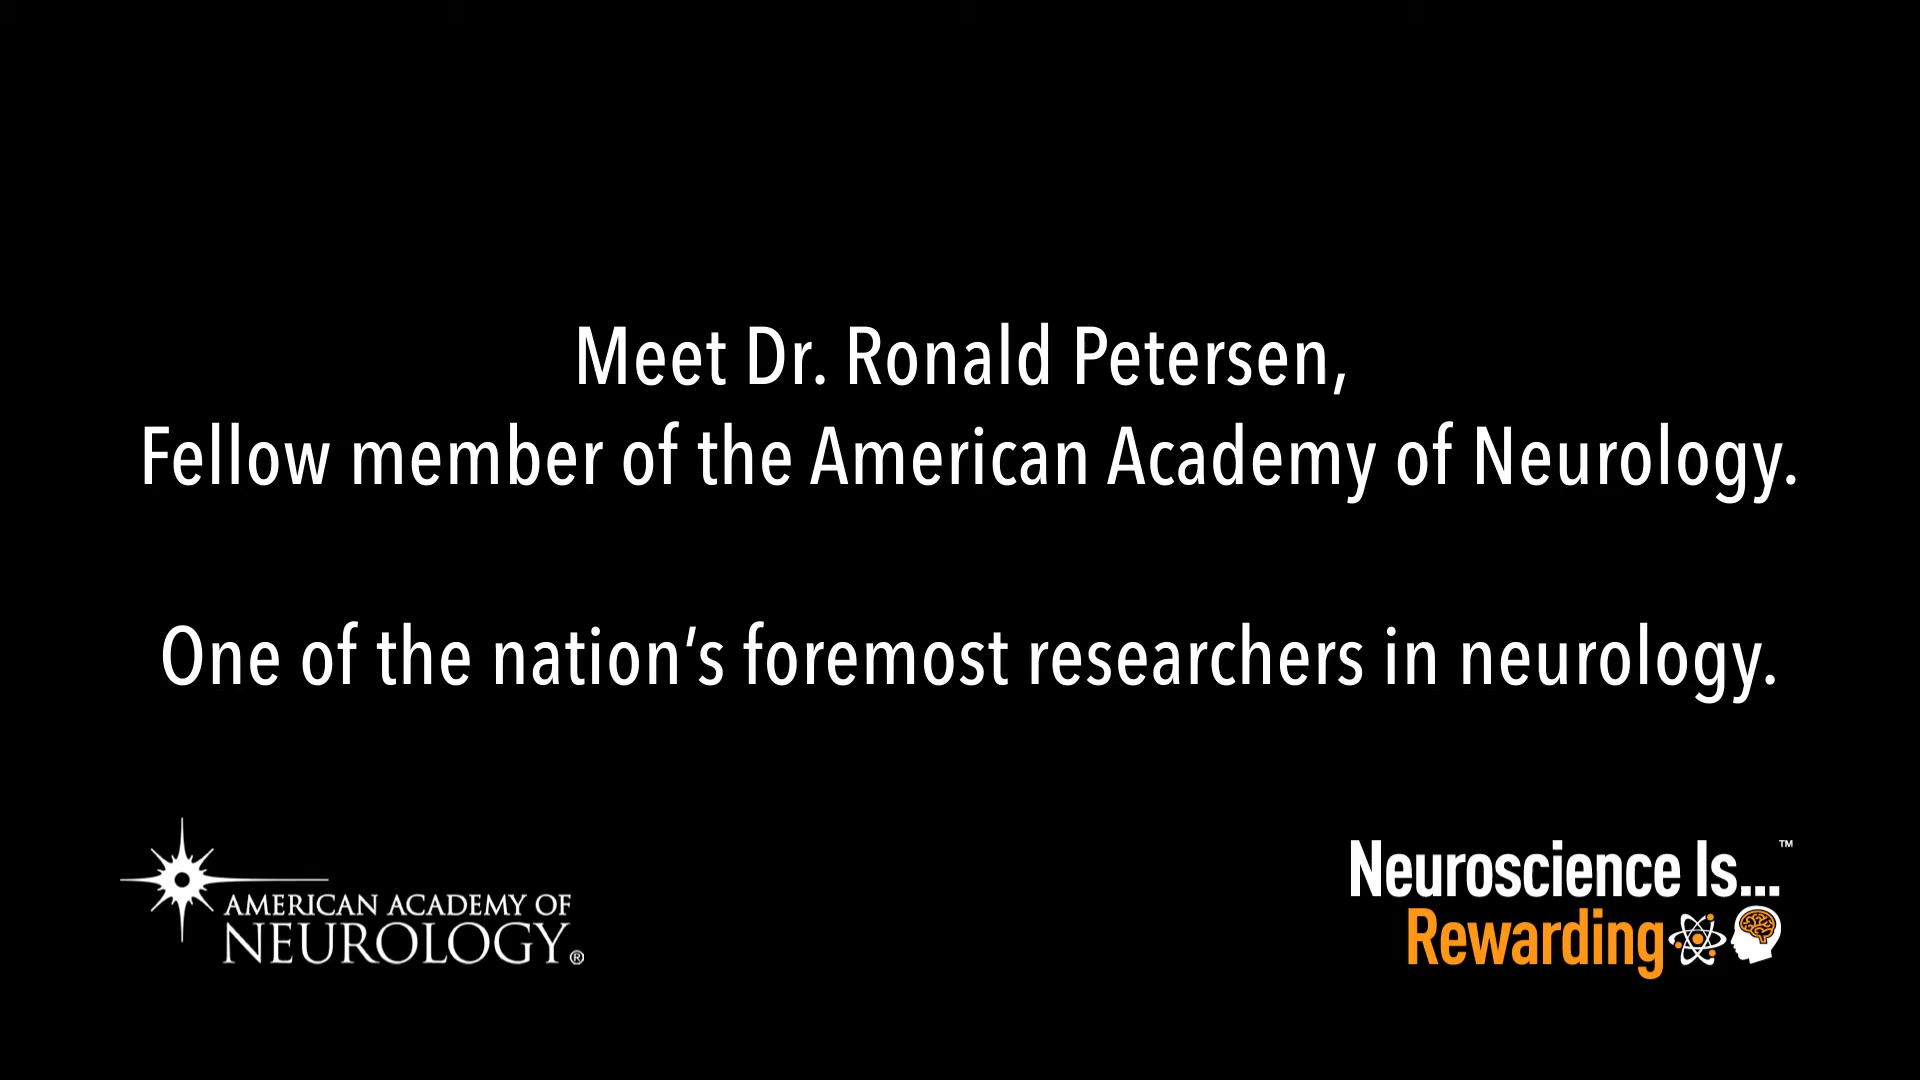 Meet Dr. Ronald Petersen,
Fellow member of the American Academy of Neurology.
One of the nation’s foremost researchers in neurology.
AMERICAN ACADEMY OF
NEUROLOGY®
Neuroscience Is...™
Rewarding